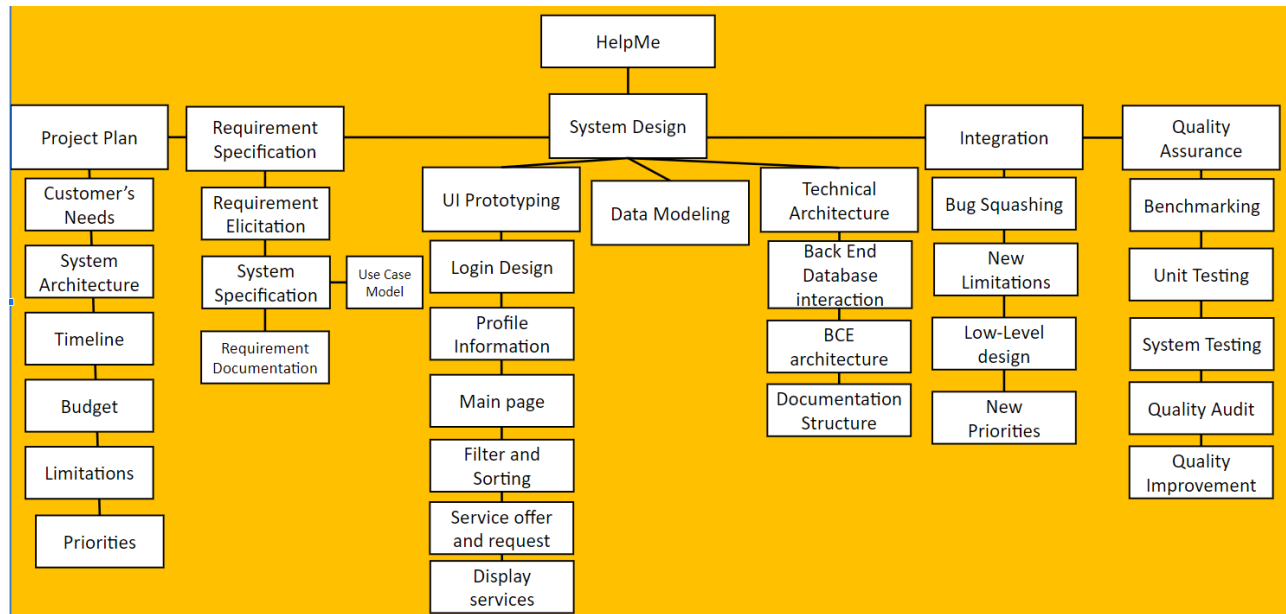 HelpMe
Project Plan
Requirement
Specification
System Design
Integration
Quality
Assurance
Customer's
Needs
System
Architecture
Timeline
Budget
Limitations
Priorities
Requirement
Elicitation
System
Specification
Use Case
Model
Requirement
Documentation
UI Prototyping
Login Design
Profile
Information
Main page
Filter and
Sorting
Service offer
and request
Display
services
Data Modeling
Technical
Architecture
Back End
Database
interaction
BCE
architecture
Documentation
Structure
Bug Squashing
New
Limitations
Low-Level
design
New
Priorities
Benchmarking
Unit Testing
System Testing
Quality Audit
Quality
Improvement